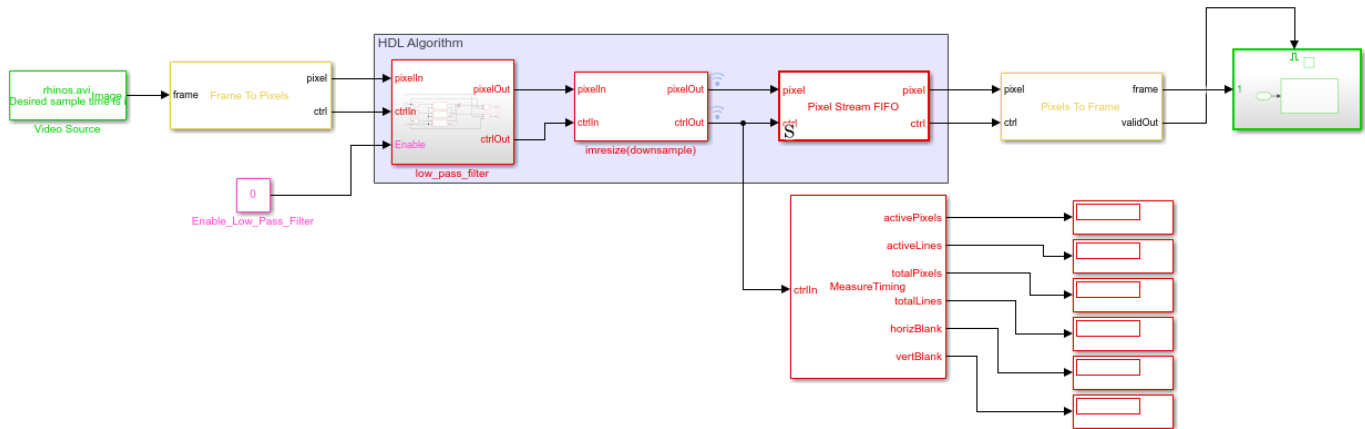 HDL Algorithm
rhinos.avi
Image
Desired sample time is
Video Source
frame
Frame To Pixels
pixel
ctrl
pixelIn
ctrlIn
Enable
pixelOut
ctrlOut
low_pass_filter
0
Enable_Low_Pass_Filter
pixelIn
ctrlIn
pixelOut
ctrlOut
imresize(downsample)
pixel
ctrl
S
Pixel Stream FIFO
pixel
ctrl
pixel
ctrl
Pixels To Frame
frame
validOut
1
ctrlIn
MeasureTiming
activePixels
activeLines
totalPixels
totalLines
horizBlank
vertBlank